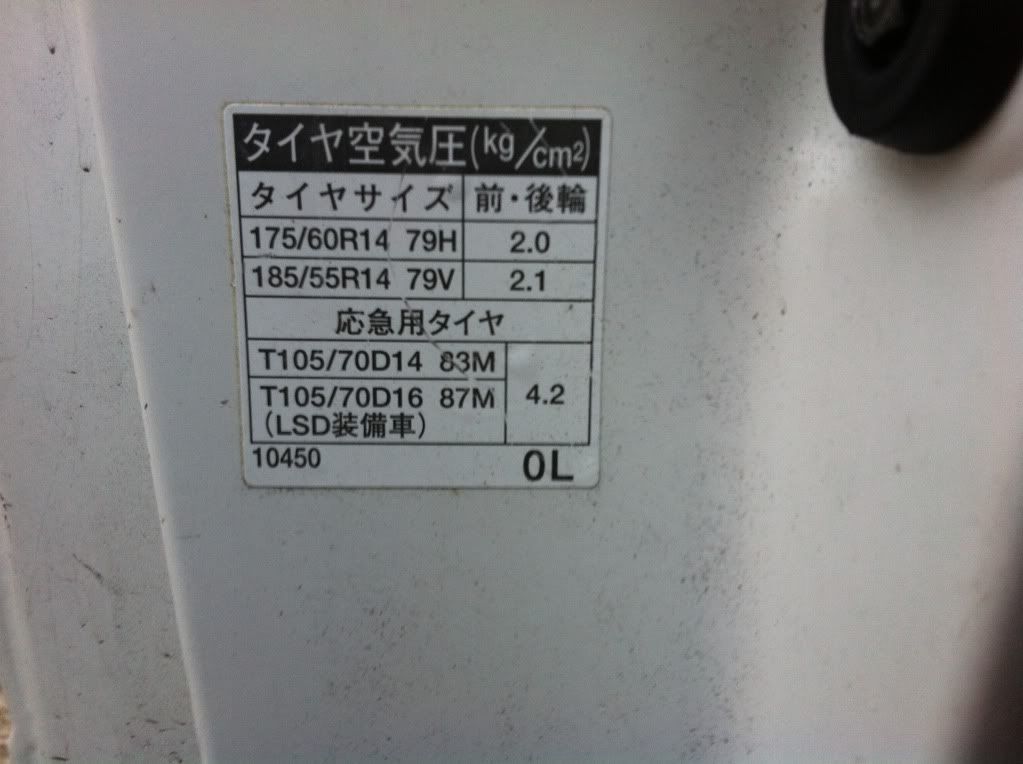 タイヤ空気圧(kg/cm2)
タイヤサイズ 前・後輪
175/60R14 79H 2.0
185/55R14 79V 2.1
応急用タイヤ
T105/70D14 83M
T105/70D16 87M 4.2
(LSD装備車)
10450 0L